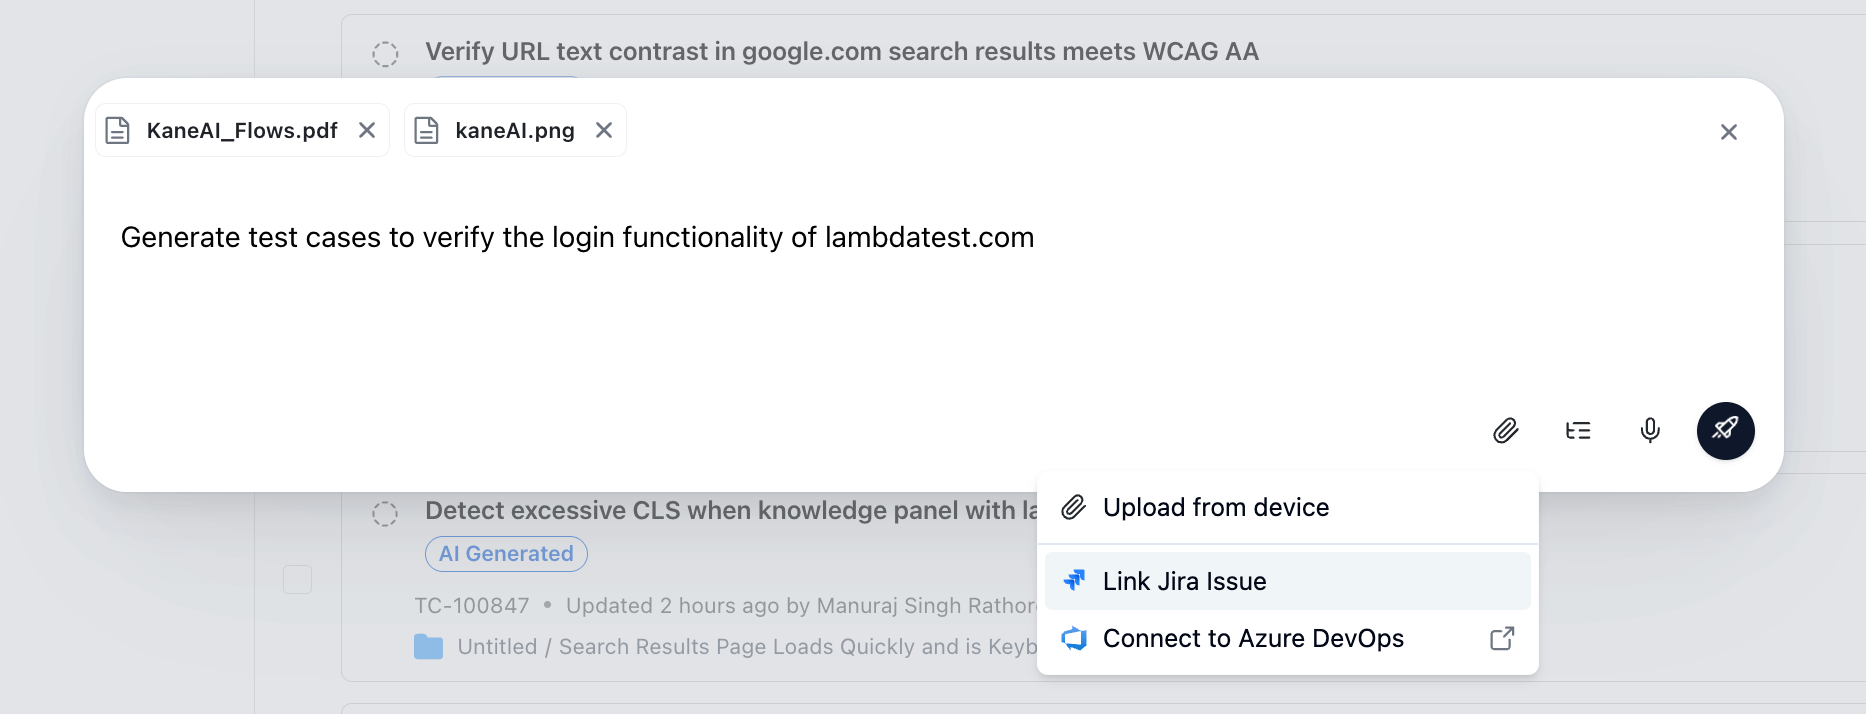 Verify URL text contrast in google.com search results meets WCAG AA
KaneAI_Flows.pdf
kaneAI.png
Generate test cases to verify the login functionality of lambdatest.com
Upload from device
Link Jira Issue
Connect to Azure DevOps
Detect excessive CLS when knowledge panel with
AI Generated
TC-100847 • Updated 2 hours ago by Manuraj Singh
Untitled / Search Results Page Loads Quickly and is